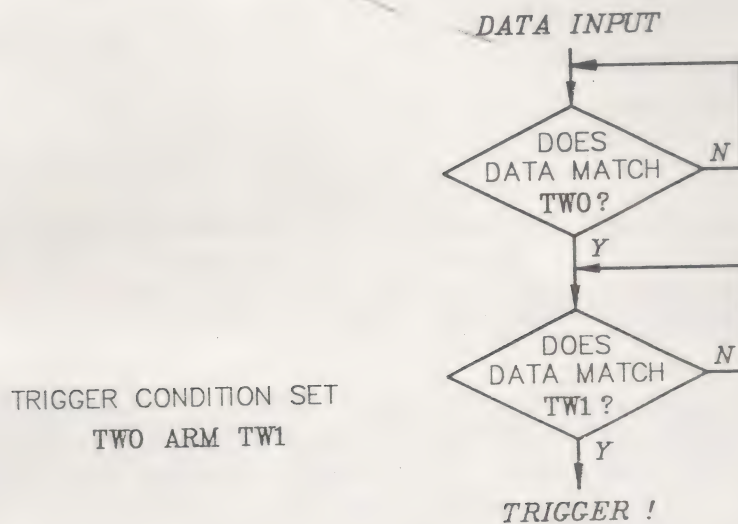 DATA INPUT
DOES
DATA MATCH
TW0?
N
Y
DOES
DATA MATCH
TW1?
N
Y
TRIGGER !
TRIGGER CONDITION SET
TW0 ARM TW1